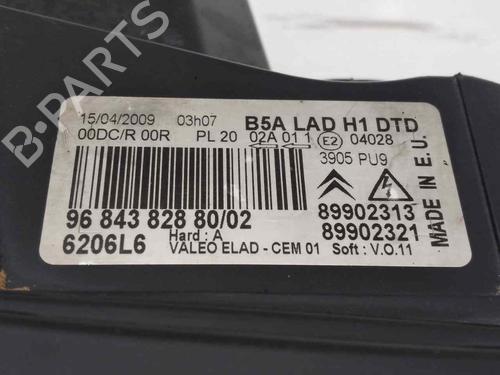 B-PARTS
15/04/2009 03h07 B5A LAD H1 DTD
00DC/R 00R PL 20 02A 01 1 E2 04028
3905 PU9
96 843 828 80/02 89902313
6206L6 Hard : A 89902321
VALEO ELAD - CEM 01 Soft : V.O.11
MADE IN E.U.